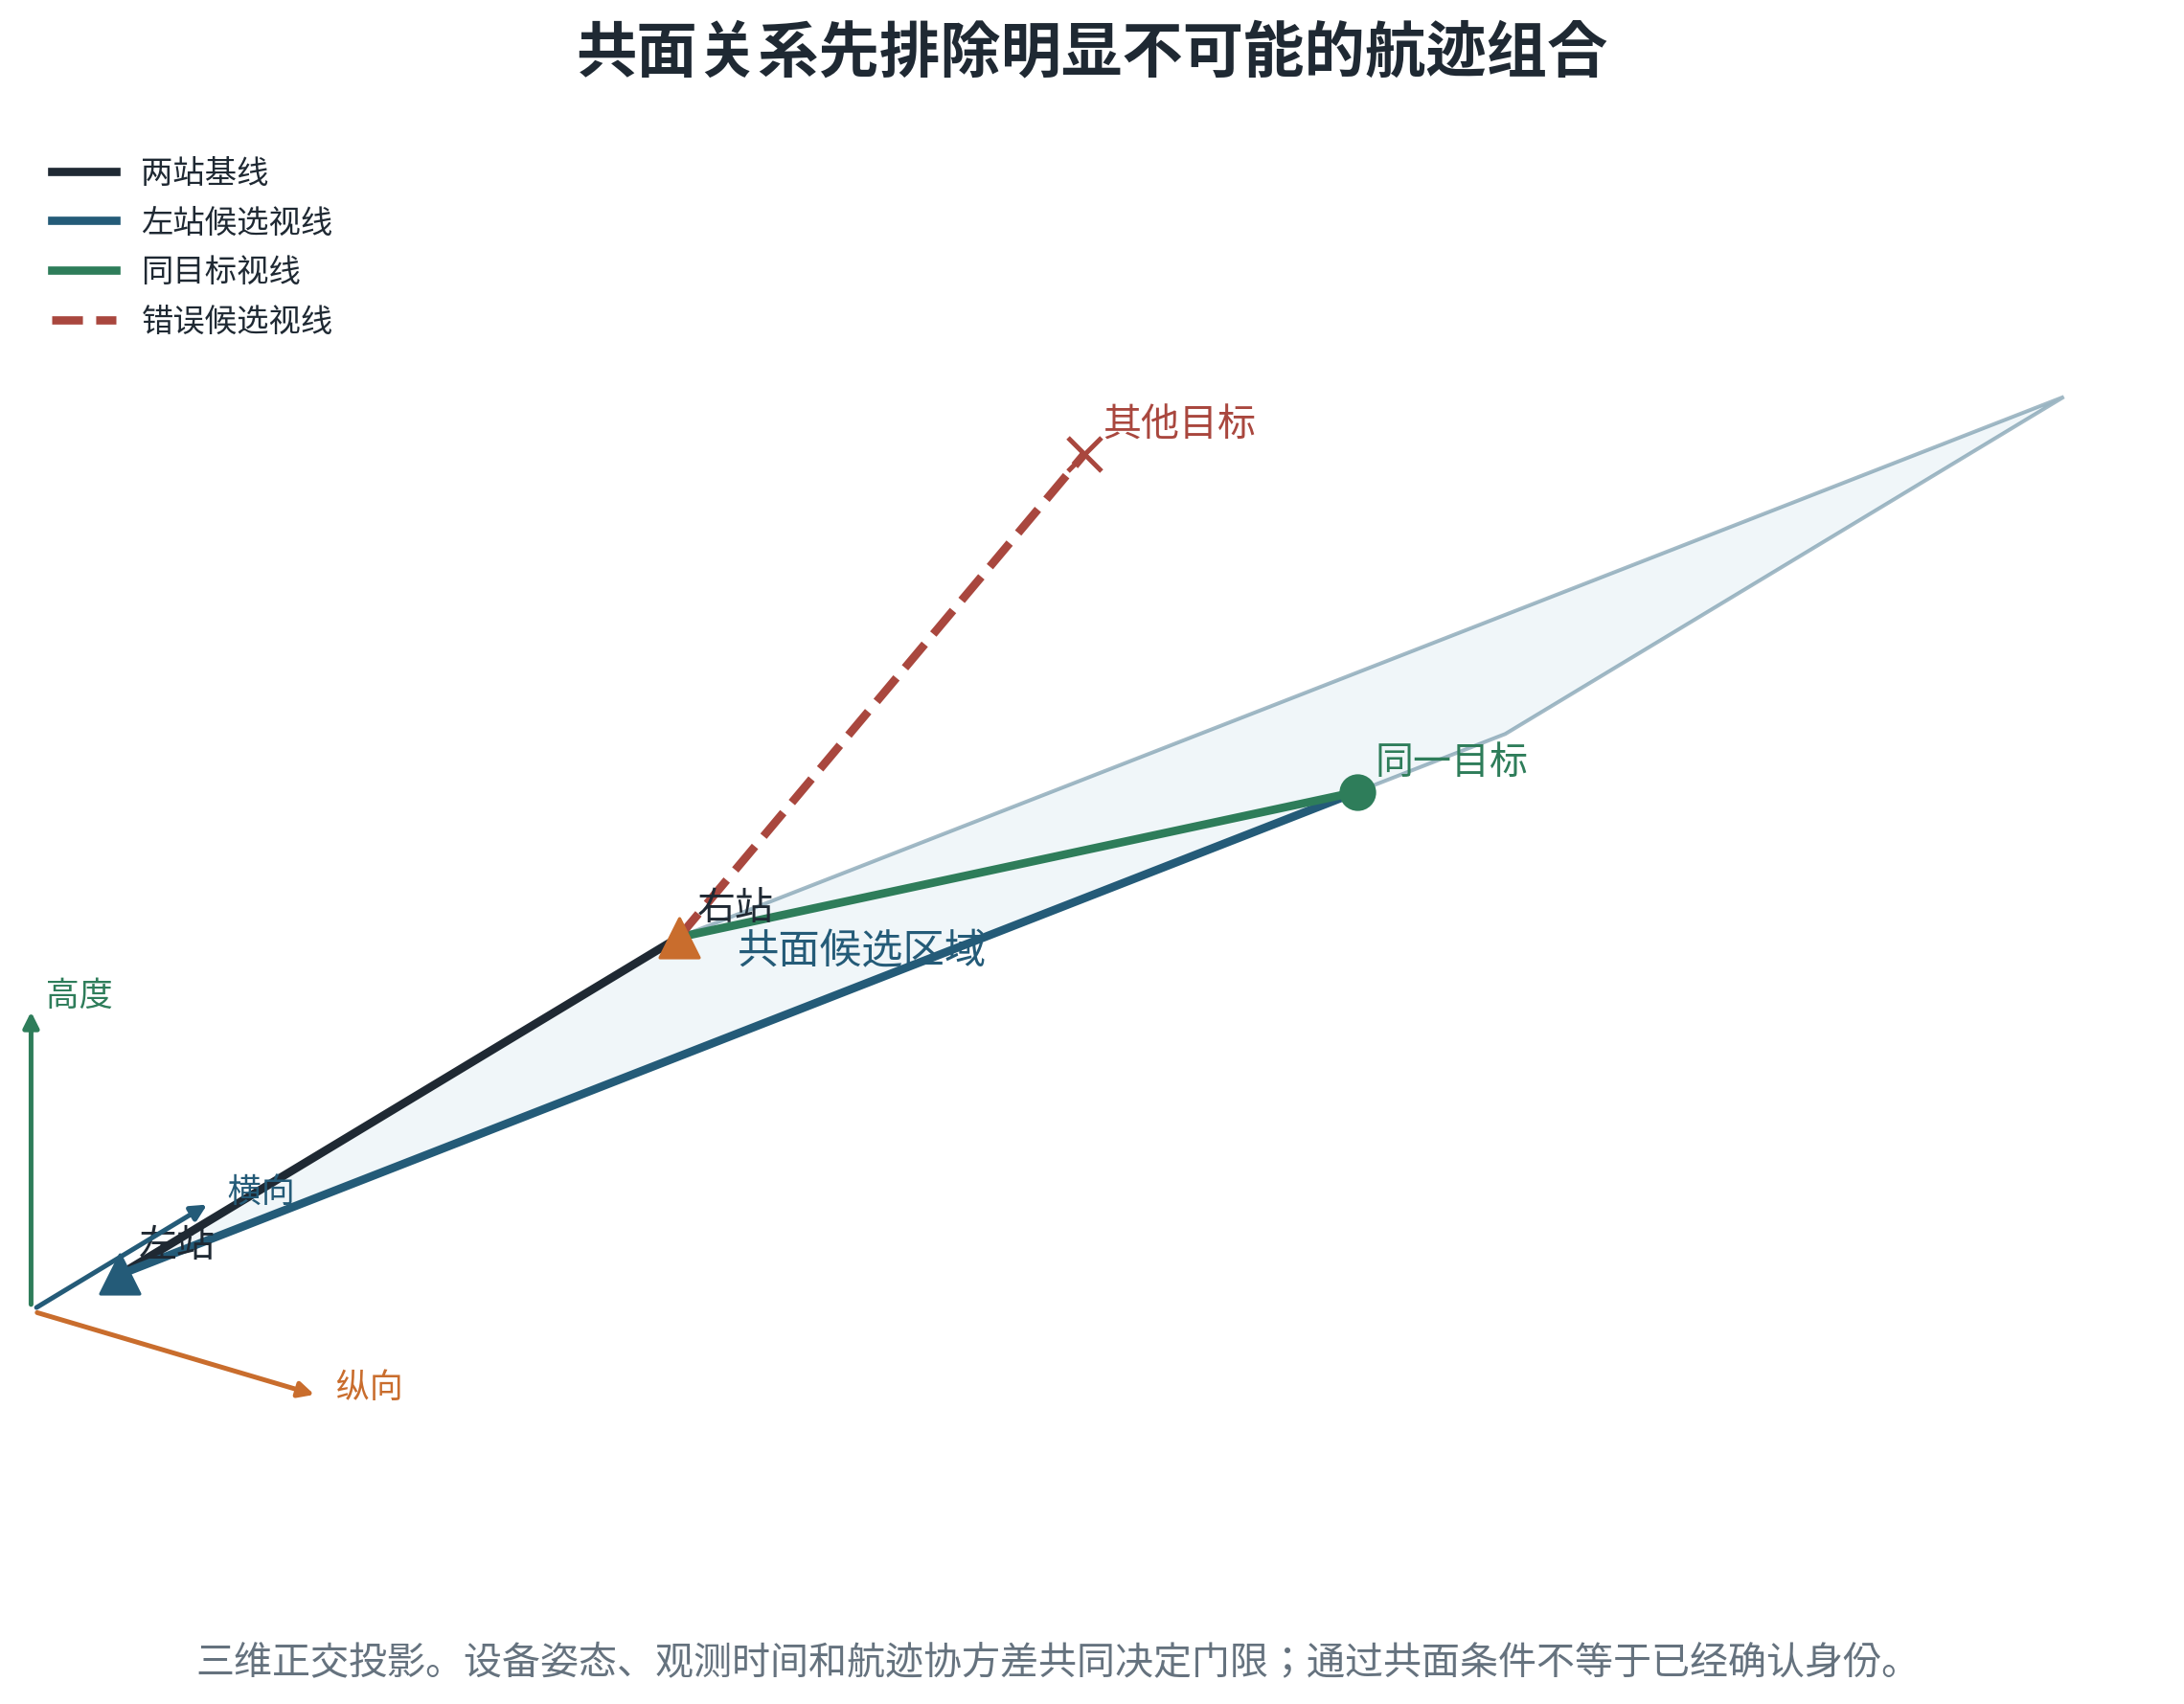 共面关系先排除明显不可能的航迹组合
两站基线
左站候选视线
同目标视线
错误候选视线
其他目标
同一目标
右站
共面候选区域
高度
横向
左站
纵向
三维正交投影。设备姿态、观测时间和航迹协方差共同决定门限；通过共面条件不等于已经确认身份。